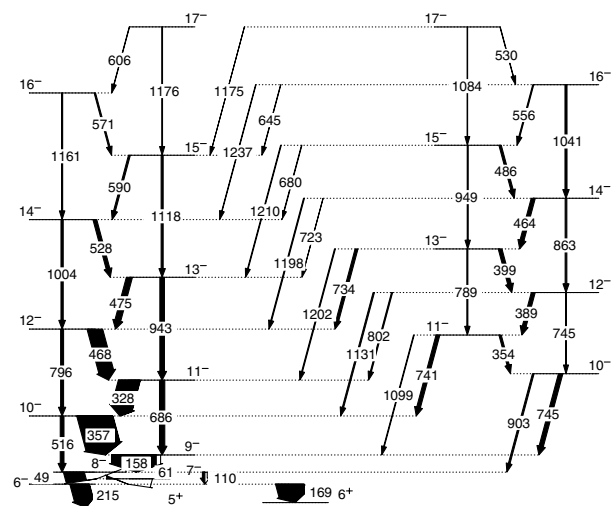 17⁻ 17⁻
606 530
16⁻ 1176 1175 1084 16⁻
571 645 556
1161 15⁻ 1237 15⁻ 1041
590 680 486
14⁻ 1118 1210 949 14⁻
528 723 464
1004 13⁻ 1198 13⁻ 863
475 734 399
12⁻ 943 1202 789 12⁻
468 802 11⁻ 389
796 11⁻ 1131 354 745
328 686 1099 741 10⁻
10⁻
516 357 903 745
9⁻
8⁻ 158 61 7⁻
49 110
6⁻ 215 5⁺ 169 6⁺